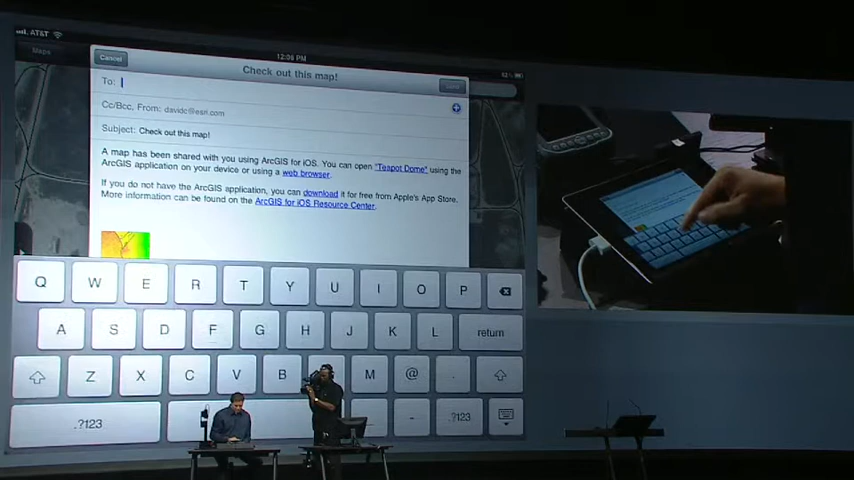 AT&T
12:06 PM
Maps
Cancel
Check out this map!
To:
Cc/Bcc, From: davidc@esri.com
Subject: Check out this map!
A map has been shared with you using ArcGIS for iOS. You can open "Teapot Dome" using the
ArcGIS application on your device or using a web browser.
If you do not have the ArcGIS application, you can download it for free from Apple's App Store.
More information can be found on the ArcGIS for iOS Resource Center.
Q W E R T Y U I O P
A S D F G H J K L return
Z X C V B M @ .
.?123 - .?123